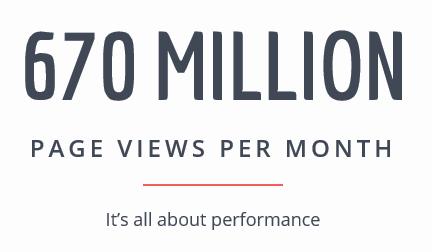 670 MILLION
PAGE VIEWS PER MONTH
It’s all about performance